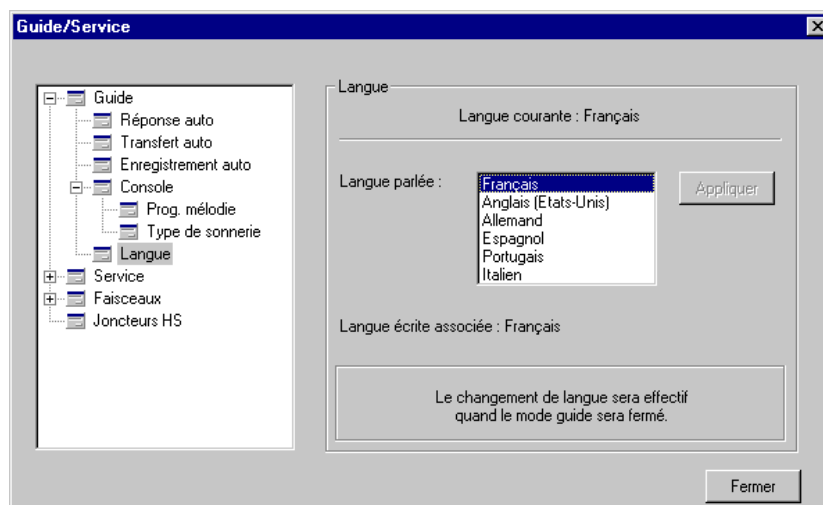 Guide/Service
Guide
Réponse auto
Transfert auto
Enregistrement auto
Console
Prog. mélodie
Type de sonnerie
Langue
Service
Faisceaux
Joncteurs HS
Langue
Langue courante : Français
Langue parlée :
Français
Anglais (Etats-Unis)
Allemand
Espagnol
Portugais
Italien
Appliquer
Langue écrite associée : Français
Le changement de langue sera effectif
quand le mode guide sera fermé.
Fermer